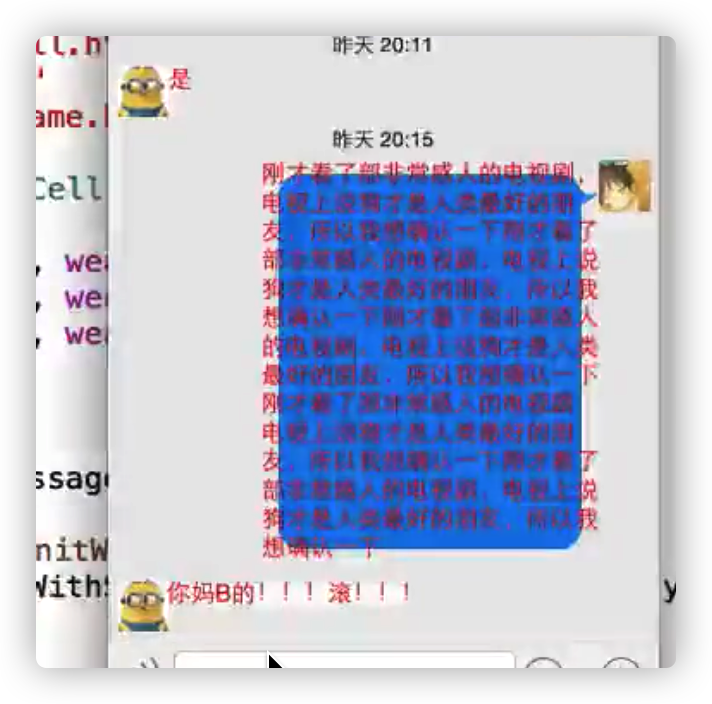 ll.h
昨天 20:11
'
是
ame.
昨天 20:15
Cell
刚才看了部非常感人的电视剧,
电视上说狗才是人类最好的朋
友，所以我想确认一下刚才看了
, wea
部非常感人的电视剧，电视上说
, wea
狗才是人类最好的朋友，所以我
, wea
想确认一下刚才看了部非常感人
的电视剧，电视上说狗才是人类
最好的朋友，所以我想确认一下
刚才看了部非常感人的电视剧
电视上说狗才是人类最好的朋
友，所以我想确认一下刚才看了
ssage
部非常感人的电视剧，电视上说
狗才是人类最好的朋友，所以我
nitW
想确认一下
WithS
你妈B的！！！滚！！！
y